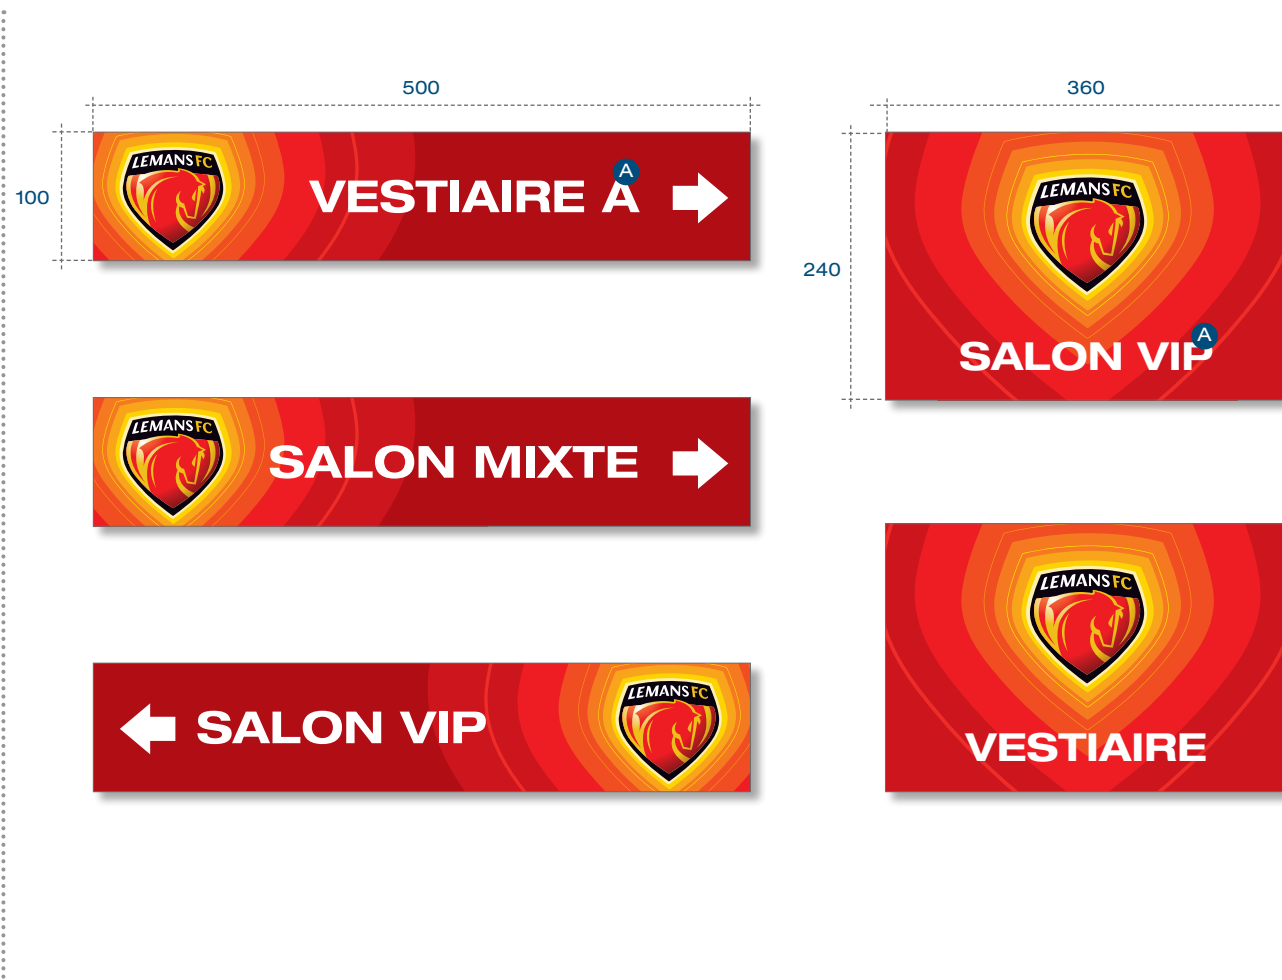 500
100
LEMANS FC
VESTIAIRE A
A
LEMANS FC
SALON MIXTE
SALON VIP
LEMANS FC
360
240
LEMANS FC
SALON VIP
A
LEMANS FC
VESTIAIRE